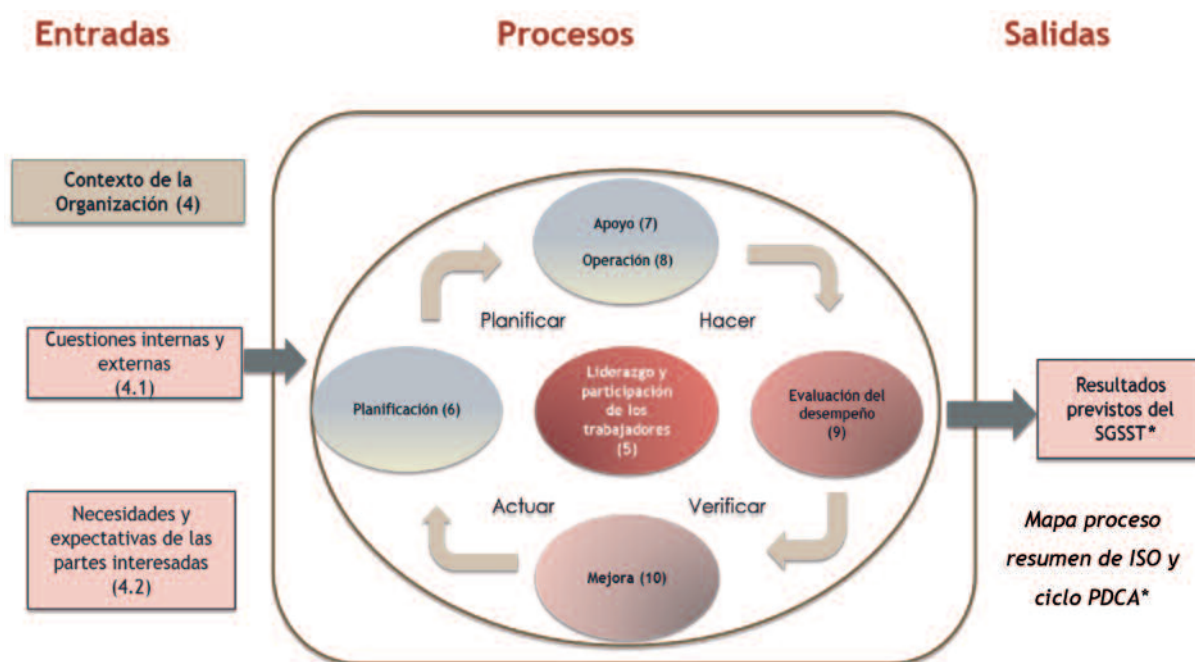 Entradas
Procesos
Salidas
Contexto de la
Organización (4)
Cuestiones internas y
externas
(4.1)
Necesidades y
expectativas de las
partes interesadas
(4.2)
Apoyo (7)
Operación (8)
Planificar
Hacer
Planificación (6)
Liderazgo y
participación
de los
trabajadores
(5)
Evaluación del
desempeño
(9)
Actuar
Verificar
Mejora (10)
Resultados
previstos del
SGSST*
Mapa proceso
resumen de ISO y
ciclo PDCA*